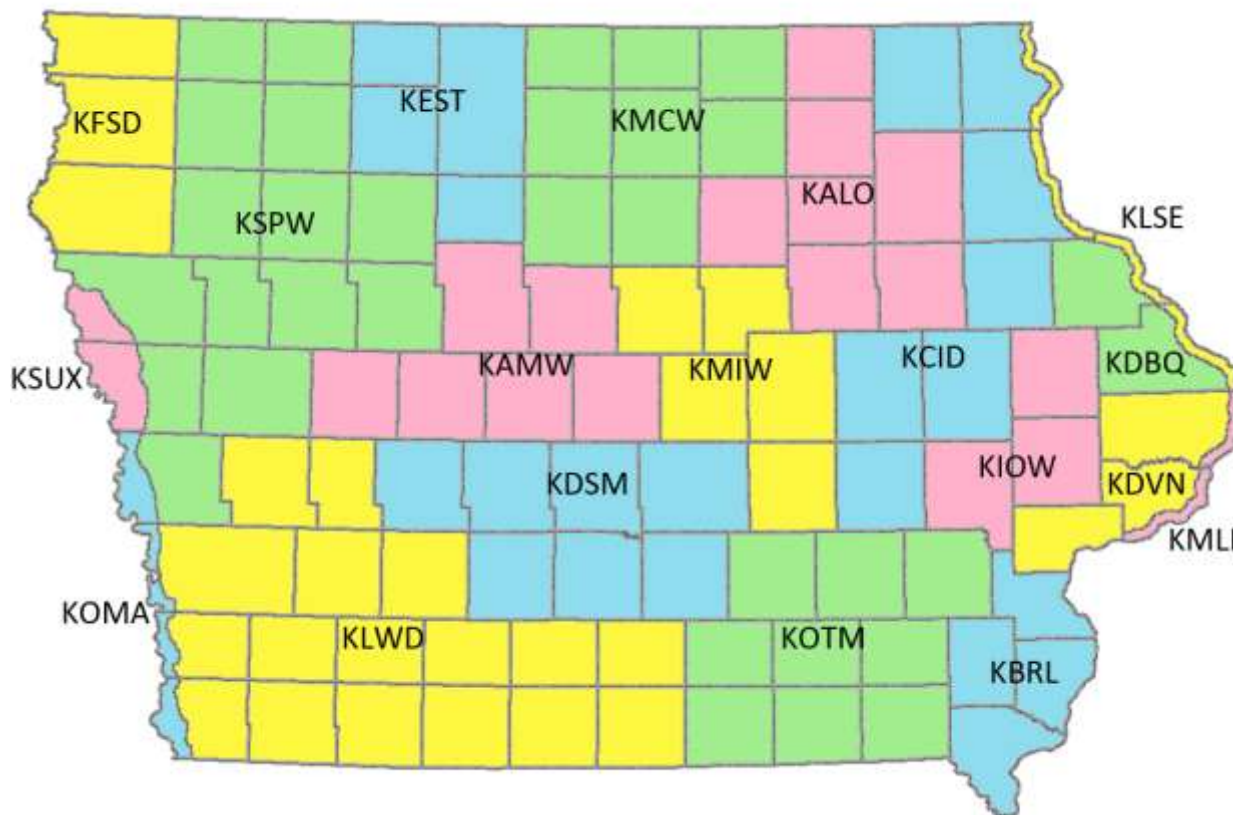 KEST
KFSD
KMCW
KALO
KSPW
KLSE
KSUX
KAMW
KMIW
KCID
KDBQ
KDSM
KIOW
KDVN
KOMA
KLWD
KOTM
KBRL